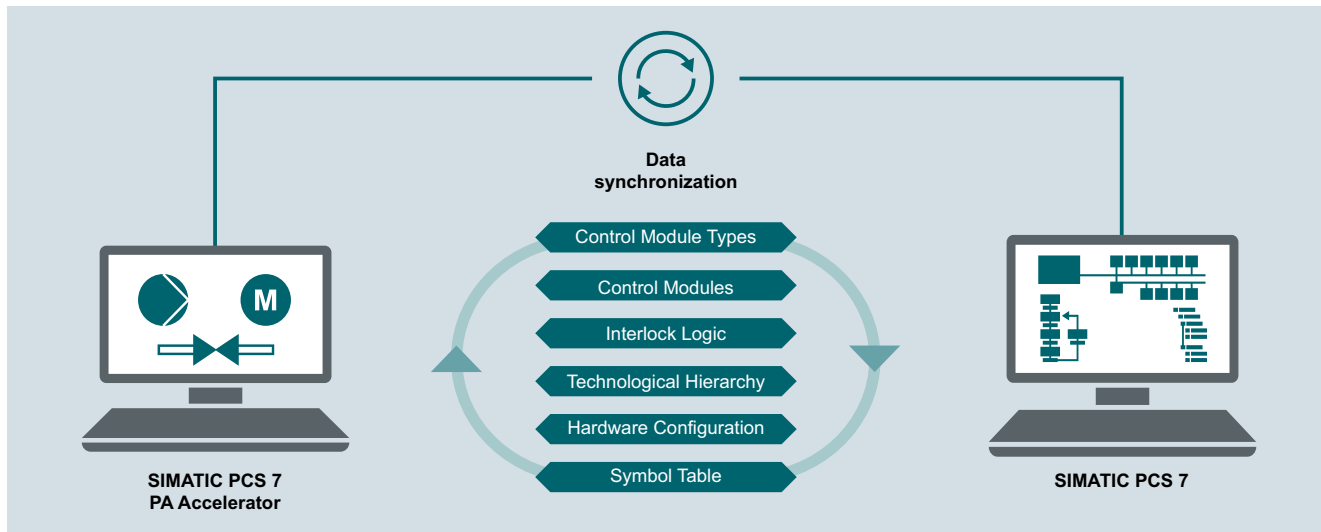 Data
synchronization
Control Module Types
Control Modules
Interlock Logic
Technological Hierarchy
Hardware Configuration
Symbol Table
M
SIMATIC PCS 7
PA Accelerator
SIMATIC PCS 7